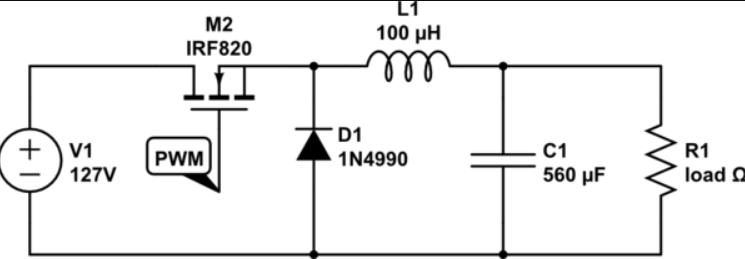 M2
IRF820
L1
100 µH
V1
127V
PWM
D1
1N4990
C1
560 µF
R1
load Ω